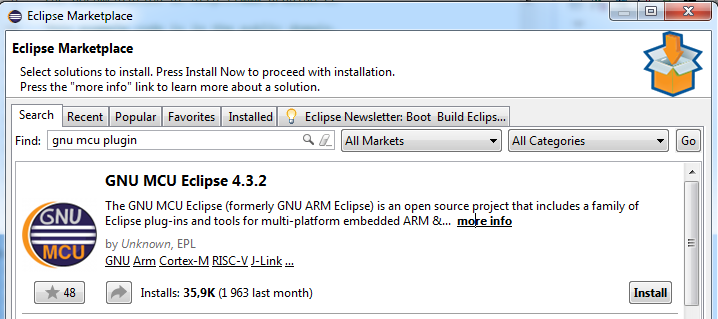 Eclipse Marketplace
Eclipse Marketplace
Select solutions to install. Press Install Now to proceed with installation.
Press the "more info" link to learn more about a solution.
Search Recent Popular Favorites Installed Eclipse Newsletter: Boot Build Eclips...
Find: gnu mcu plugin All Markets All Categories Go
GNU MCU Eclipse 4.3.2
The GNU MCU Eclipse (formerly GNU ARM Eclipse) is an open source project that includes a family of
Eclipse plug-ins and tools for multi-platform embedded ARM &... more info
GNU
MCU
by Unknown, EPL
GNU Arm Cortex-M RISC-V J-Link ...
48 Installs: 35,9K (1 963 last month) Install